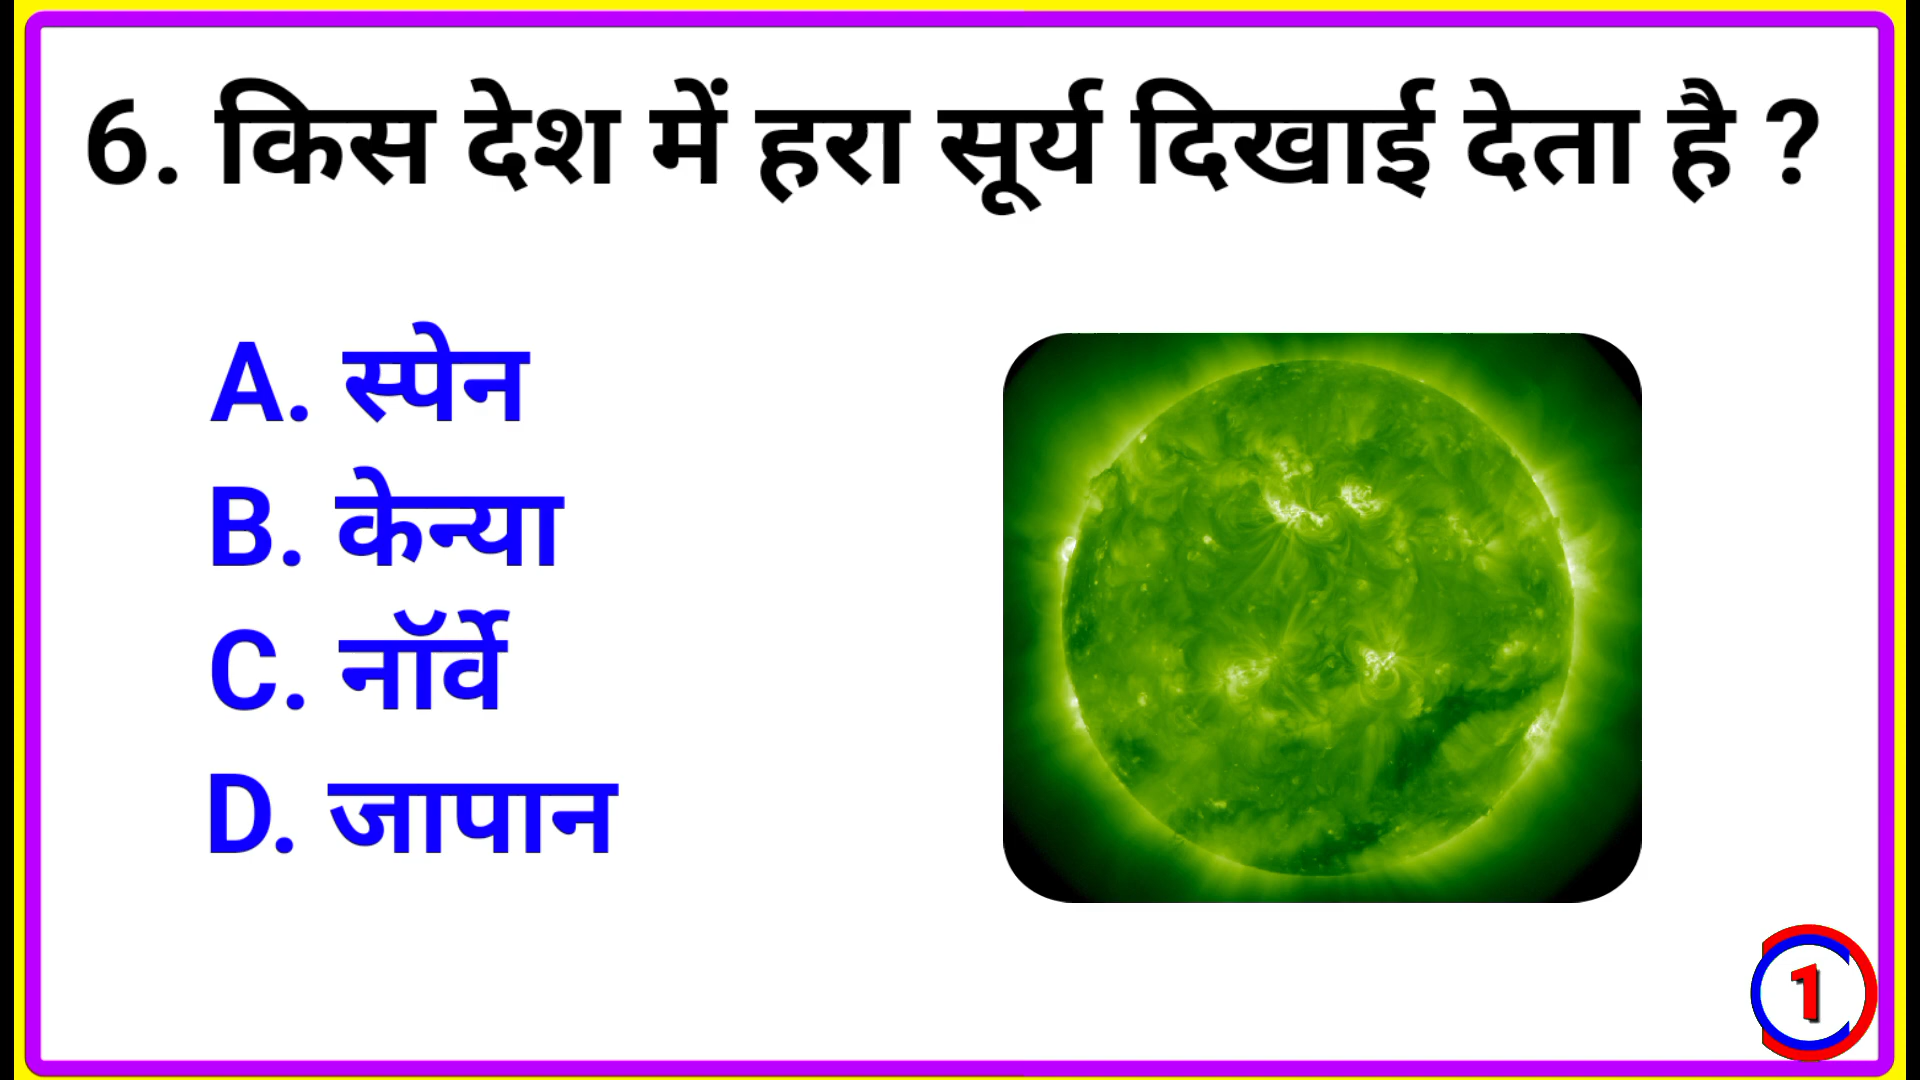 6. किस देश में हरा सूर्य दिखाई देता है ?
A. स्पेन
B. केन्या
C. नॉर्वे
D. जापान
1